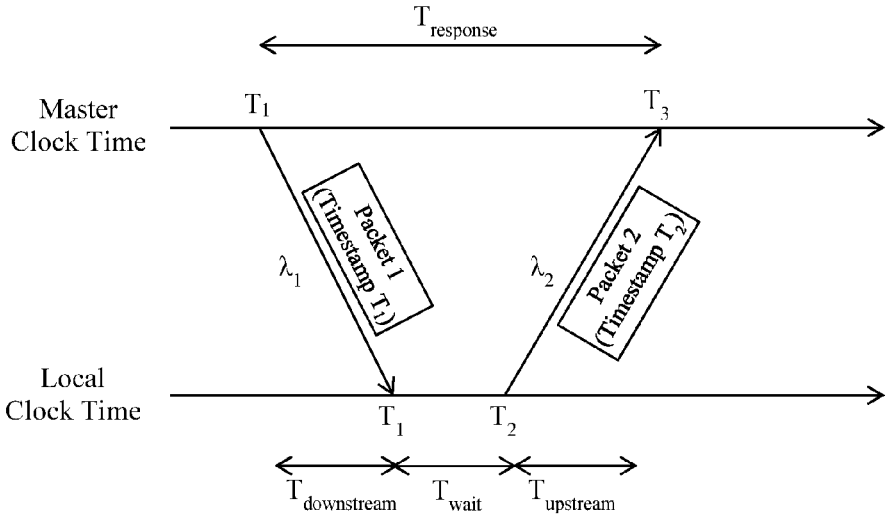 T_response
T_1
T_3
Master
Clock Time
Packet 1
(Timestamp T_1)
λ_1
λ_2
Packet 2
(Timestamp T_2)
Local
Clock Time
T_1
T_2
T_downstream
T_wait
T_upstream